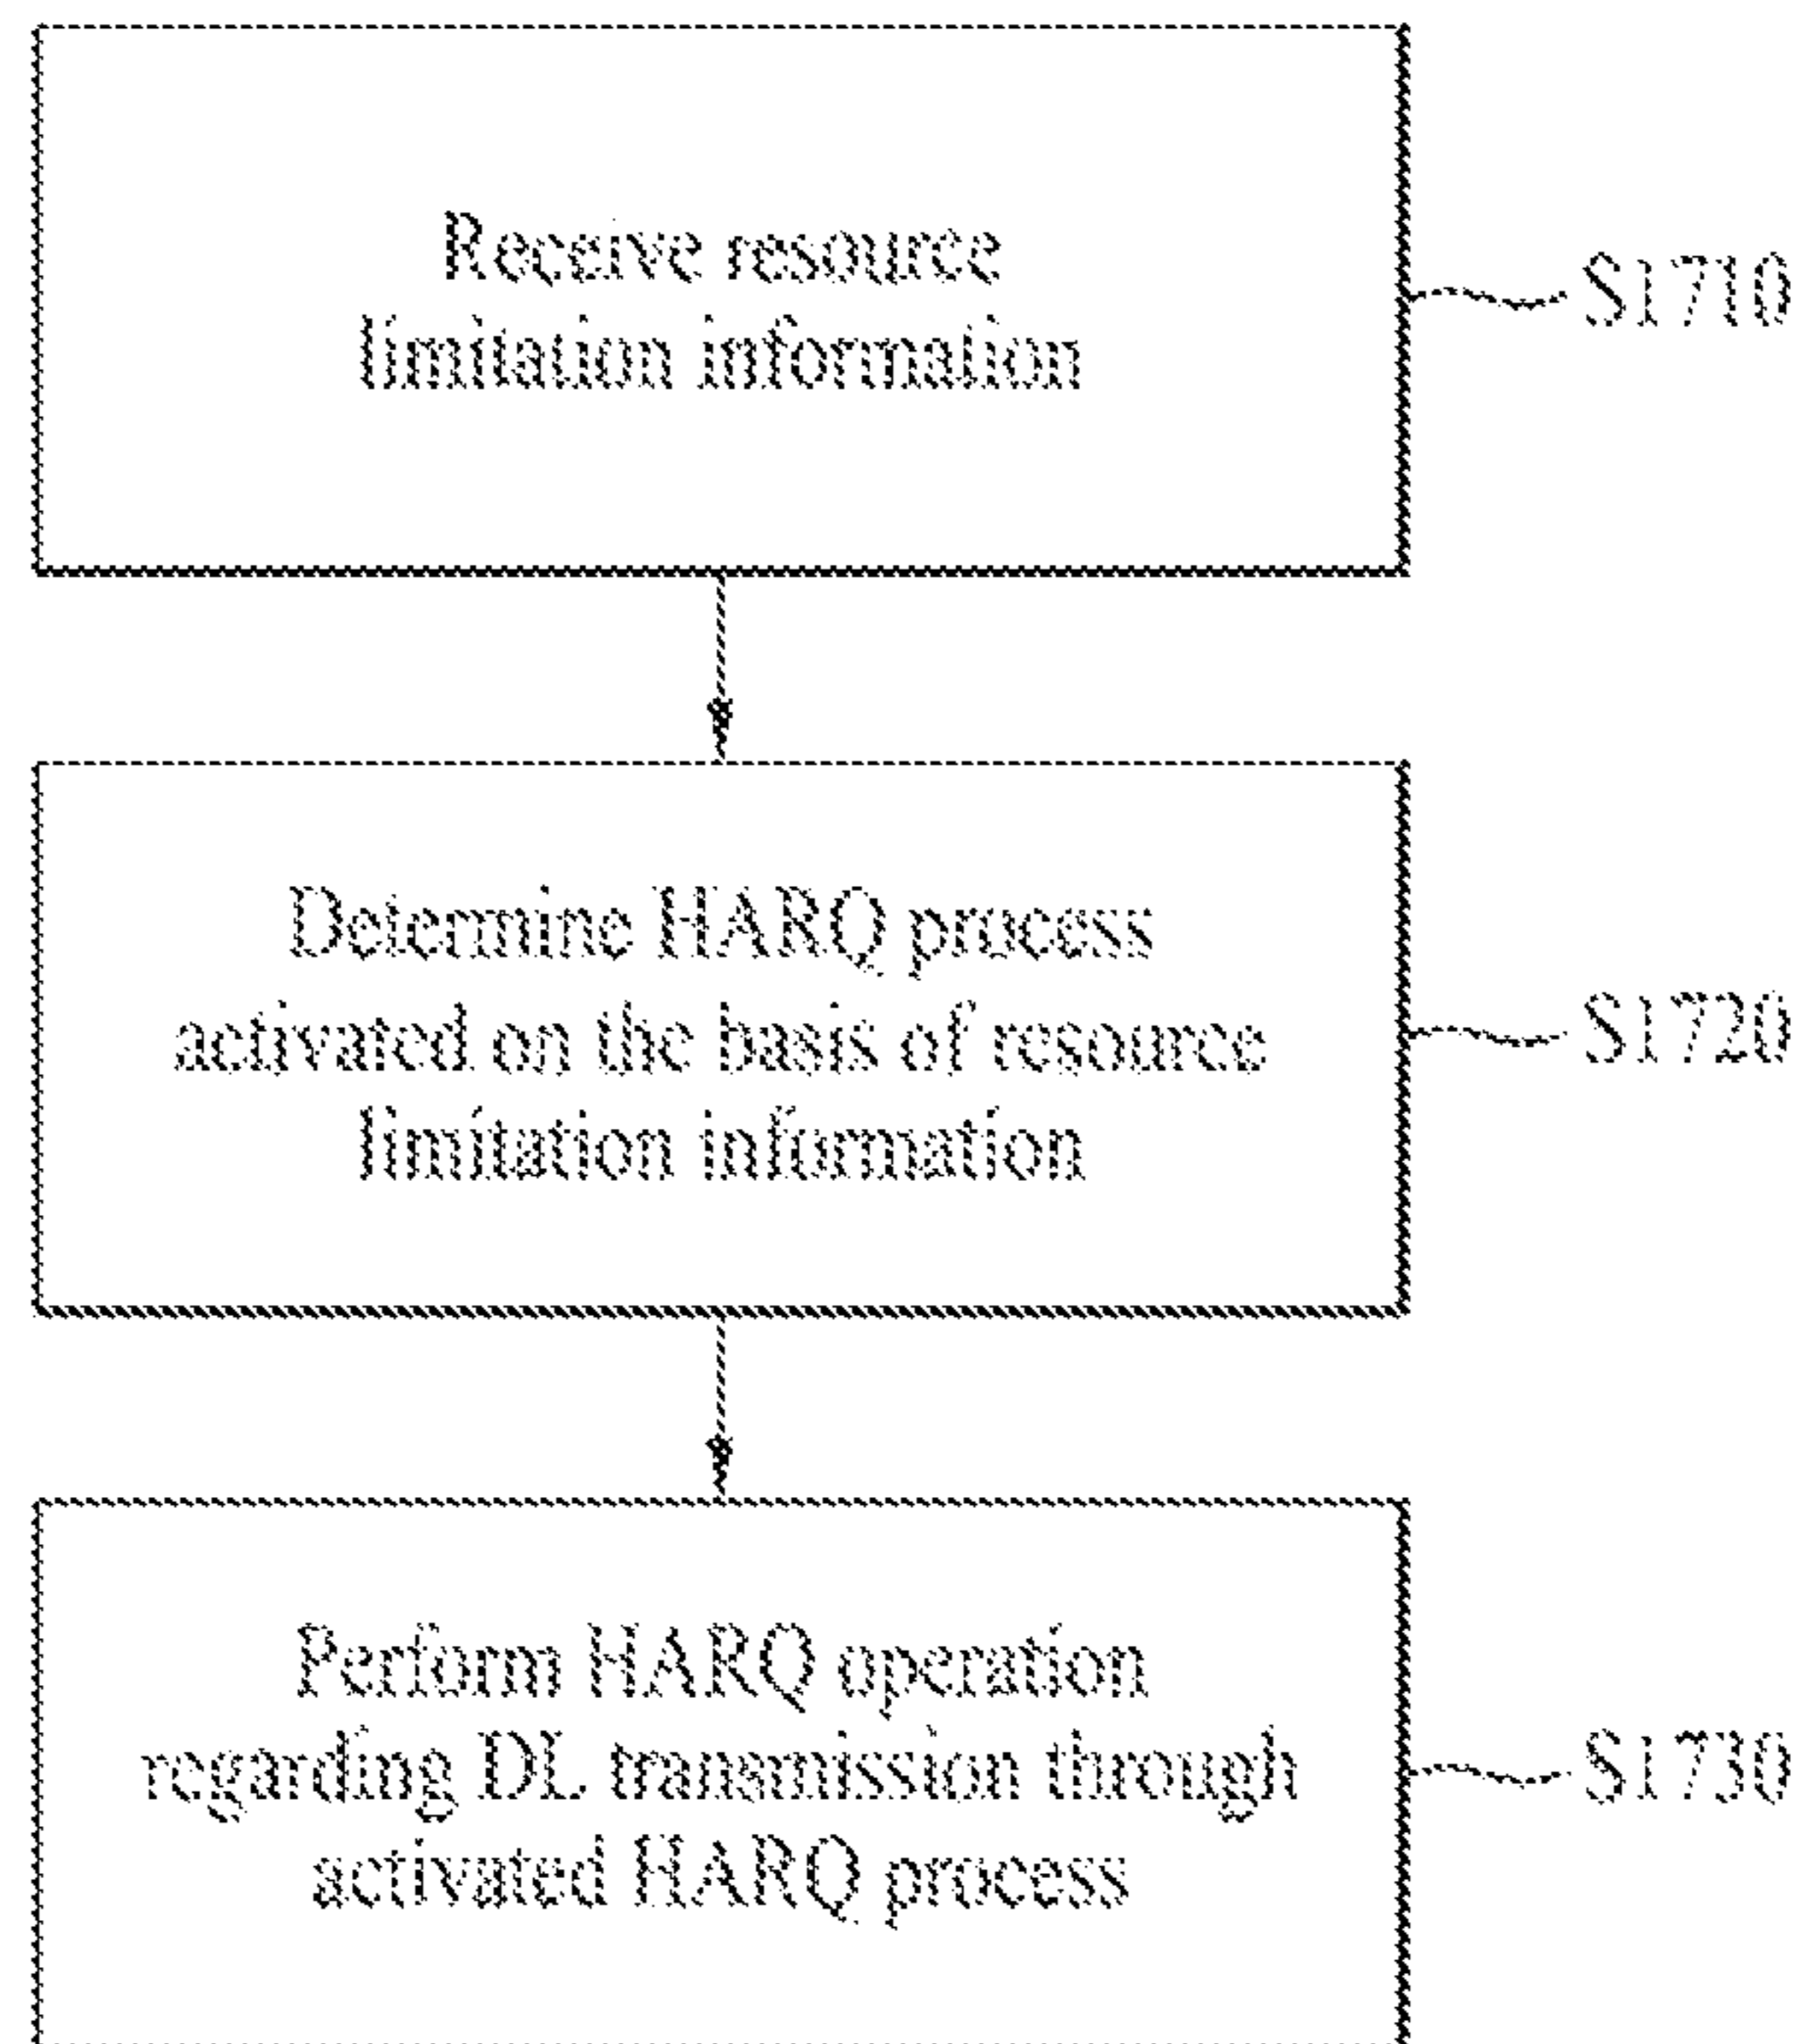 Receive resource
limitation information
S1710
Determine HARQ process
activated on the basis of resource
limitation information
S1720
Perform HARQ operation
regarding DL transmission through
activated HARQ process
S1730